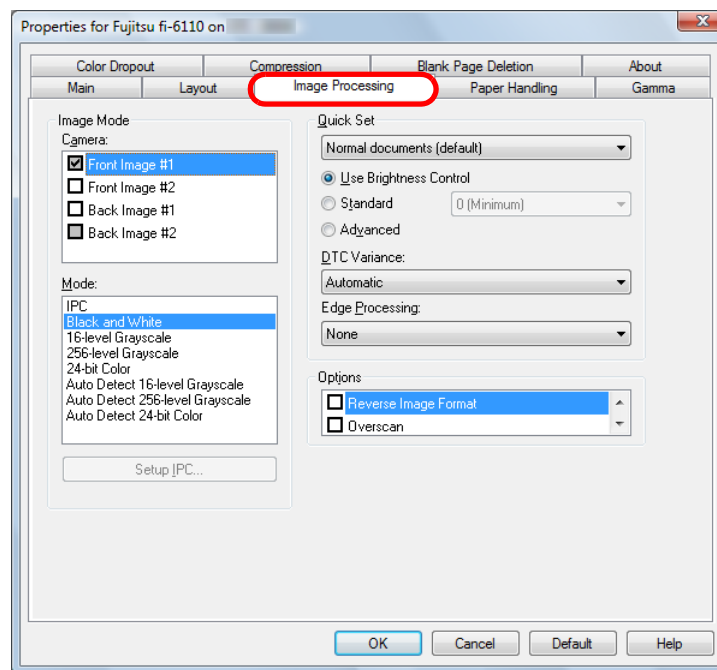 Properties for Fujitsu fi-6110 on
Color Dropout Compression Blank Page Deletion About
Main Layout Image Processing Paper Handling Gamma
Image Mode
Camera:
Front Image #1
Front Image #2
Back Image #1
Back Image #2
Mode:
IPC
Black and White
16-level Grayscale
256-level Grayscale
24-bit Color
Auto Detect 16-level Grayscale
Auto Detect 256-level Grayscale
Auto Detect 24-bit Color
Setup IPC...
Quick Set
Normal documents (default)
Use Brightness Control
Standard 0 (Minimum)
Advanced
DTC Variance:
Automatic
Edge Processing:
None
Options
Reverse Image Format
Overscan
OK Cancel Default Help